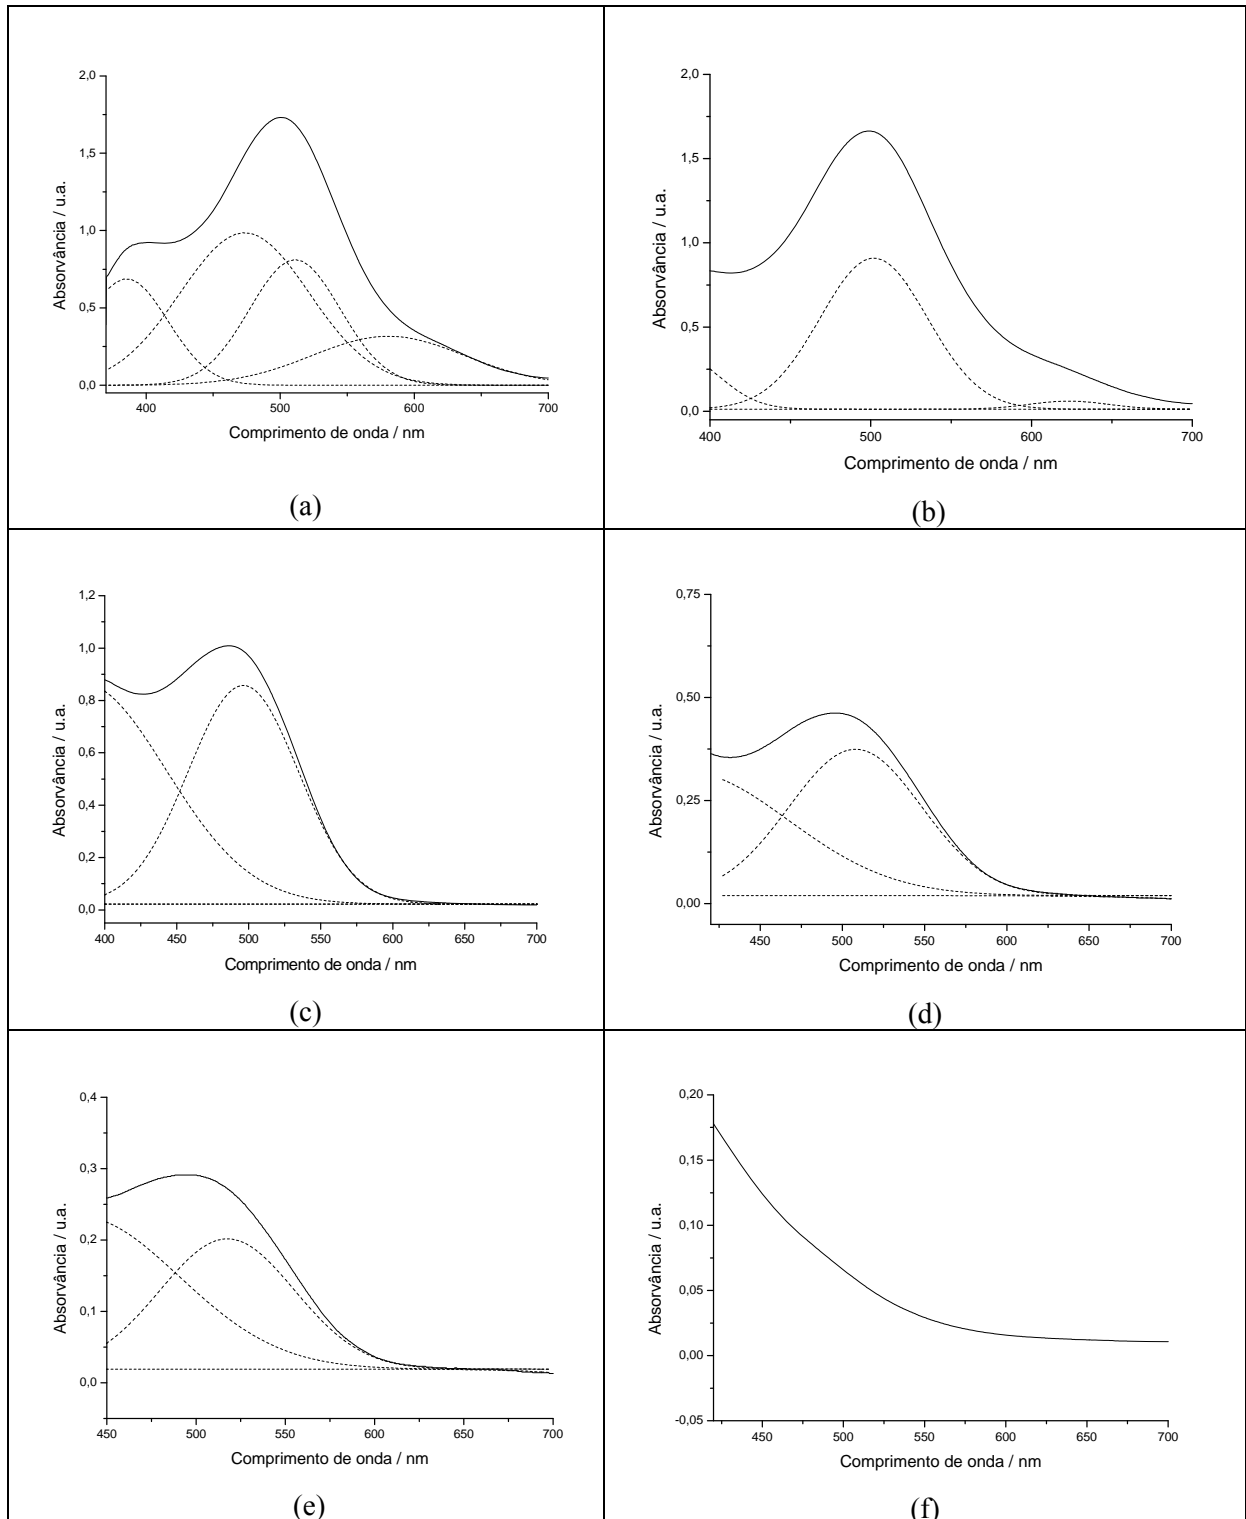 2,0
1,5
1,0
0,5
0,0
Absorvância / u.a.
400 500 600 700
Comprimento de onda / nm
(a)
2,0
1,5
1,0
0,5
0,0
Absorvância / u.a.
400 500 600 700
Comprimento de onda / nm
(b)
1,2
1,0
0,8
0,6
0,4
0,2
0,0
Absorvância / u.a.
400 450 500 550 600 650 700
Comprimento de onda / nm
(c)
0,75
0,50
0,25
0,00
Absorvância / u.a.
450 500 550 600 650 700
Comprimento de onda / nm
(d)
0,4
0,3
0,2
0,1
0,0
Absorvância / u.a.
450 500 550 600 650 700
Comprimento de onda / nm
(e)
0,20
0,15
0,10
0,05
0,00
-0,05
Absorvância / u.a.
450 500 550 600 650 700
Comprimento de onda / nm
(f)